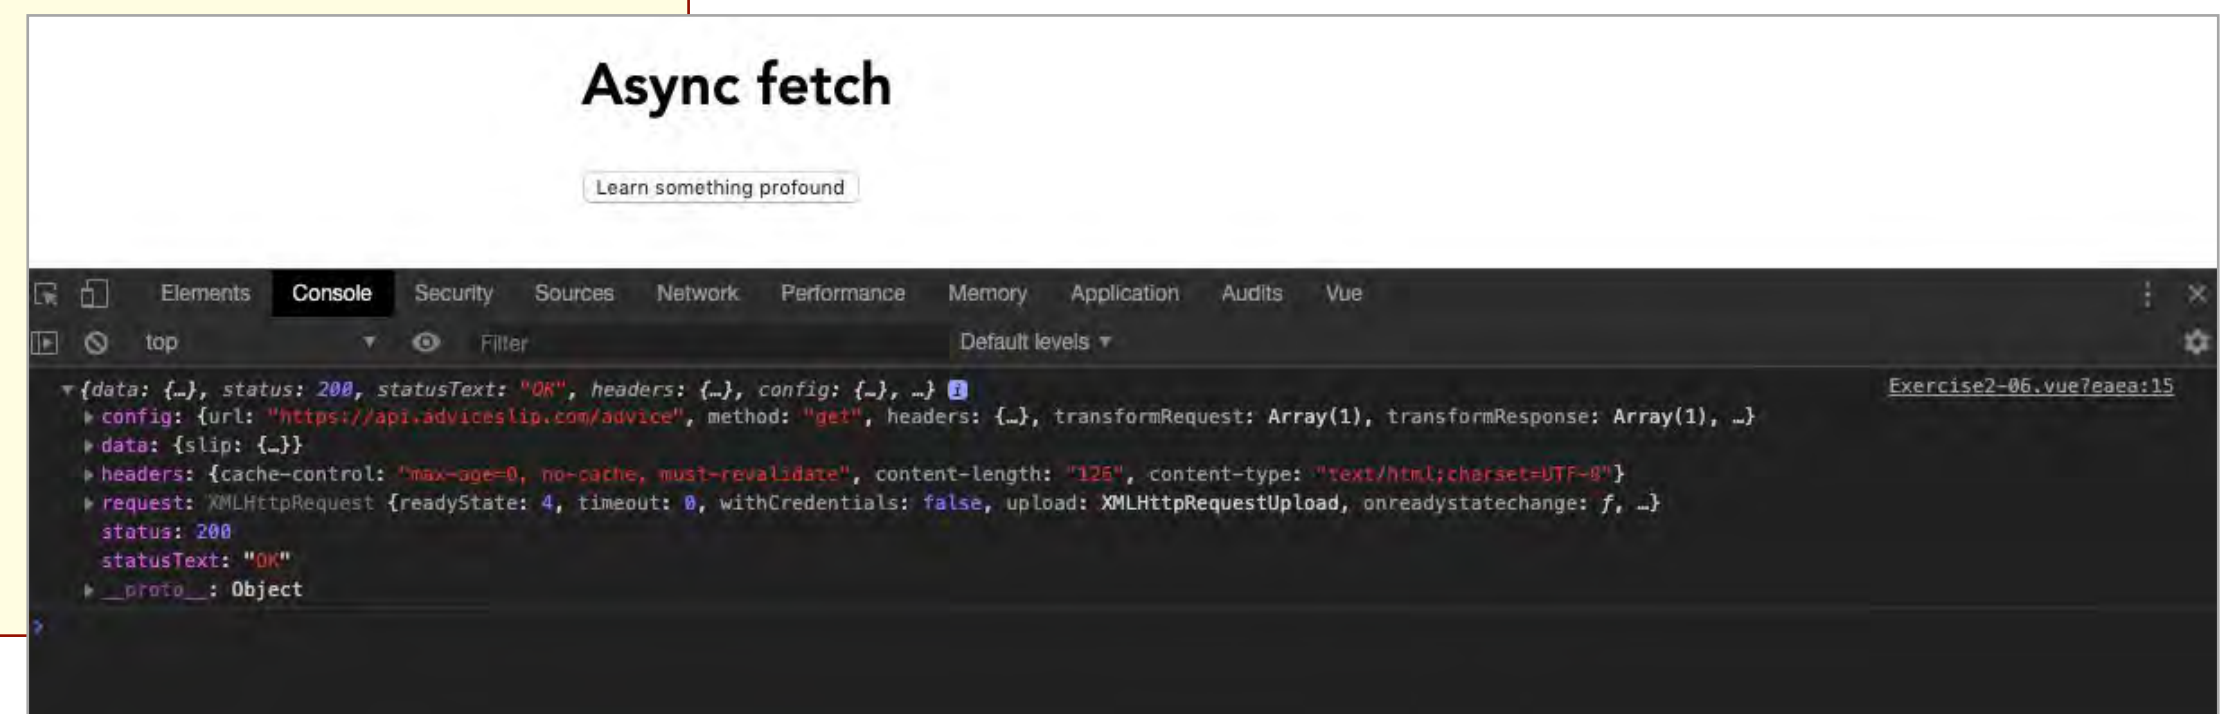 Async fetch
Learn something profound
Elements Console Security Sources Network Performance Memory Application Audits Vue
top Filter Default levels
{data: {…}, status: 200, statusText: "OK", headers: {…}, config: {…}, …} Exercise2-06.vue?eaea:15
config: {url: "https://api.adviceslip.com/advice", method: "get", headers: {…}, transformRequest: Array(1), transformResponse: Array(1), …}
data: {slip: {…}}
headers: {cache-control: "max-age=0, no-cache, must-revalidate", content-length: "126", content-type: "text/html;charset=UTF-8"}
request: XMLHttpRequest {readyState: 4, timeout: 0, withCredentials: false, upload: XMLHttpRequestUpload, onreadystatechange: ƒ, …}
status: 200
statusText: "OK"
__proto__: Object